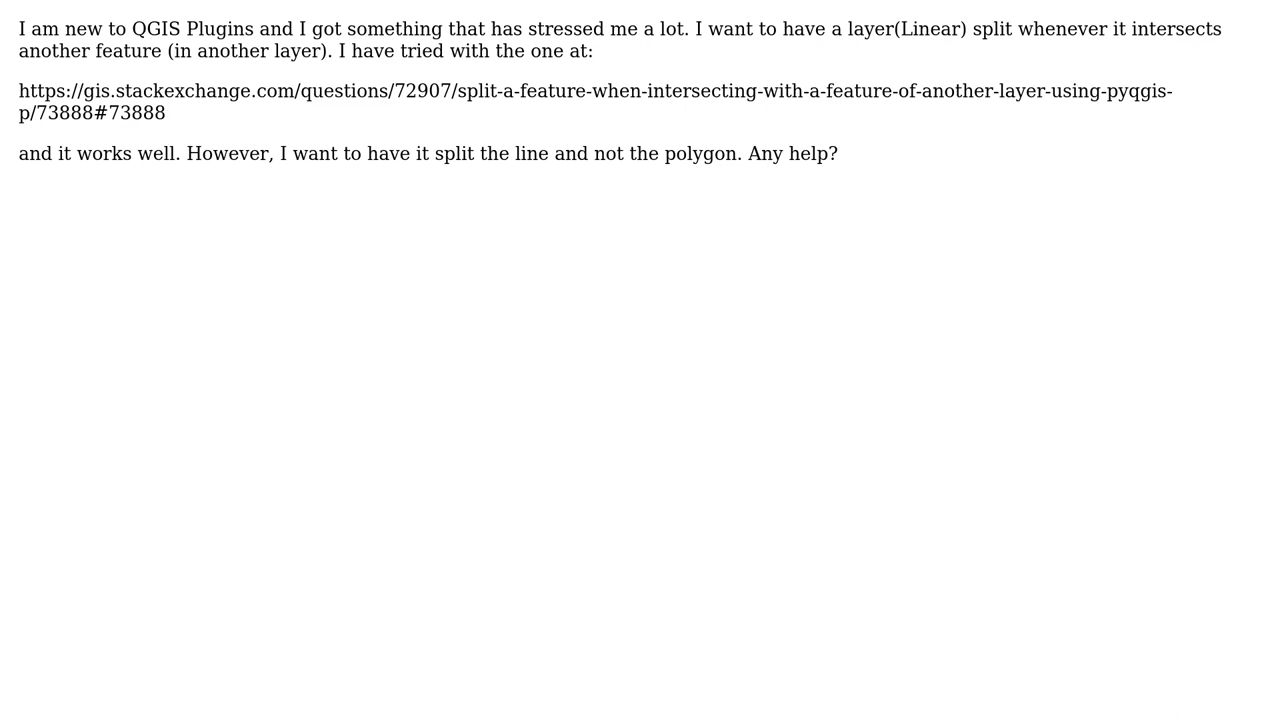 I am new to QGIS Plugins and I got something that has stressed me a lot. I want to have a layer(Linear) split whenever it intersects
another feature (in another layer). I have tried with the one at:
https://gis.stackexchange.com/questions/72907/split-a-feature-when-intersecting-with-a-feature-of-another-layer-using-pyqgis-
p/73888#73888
and it works well. However, I want to have it split the line and not the polygon. Any help?